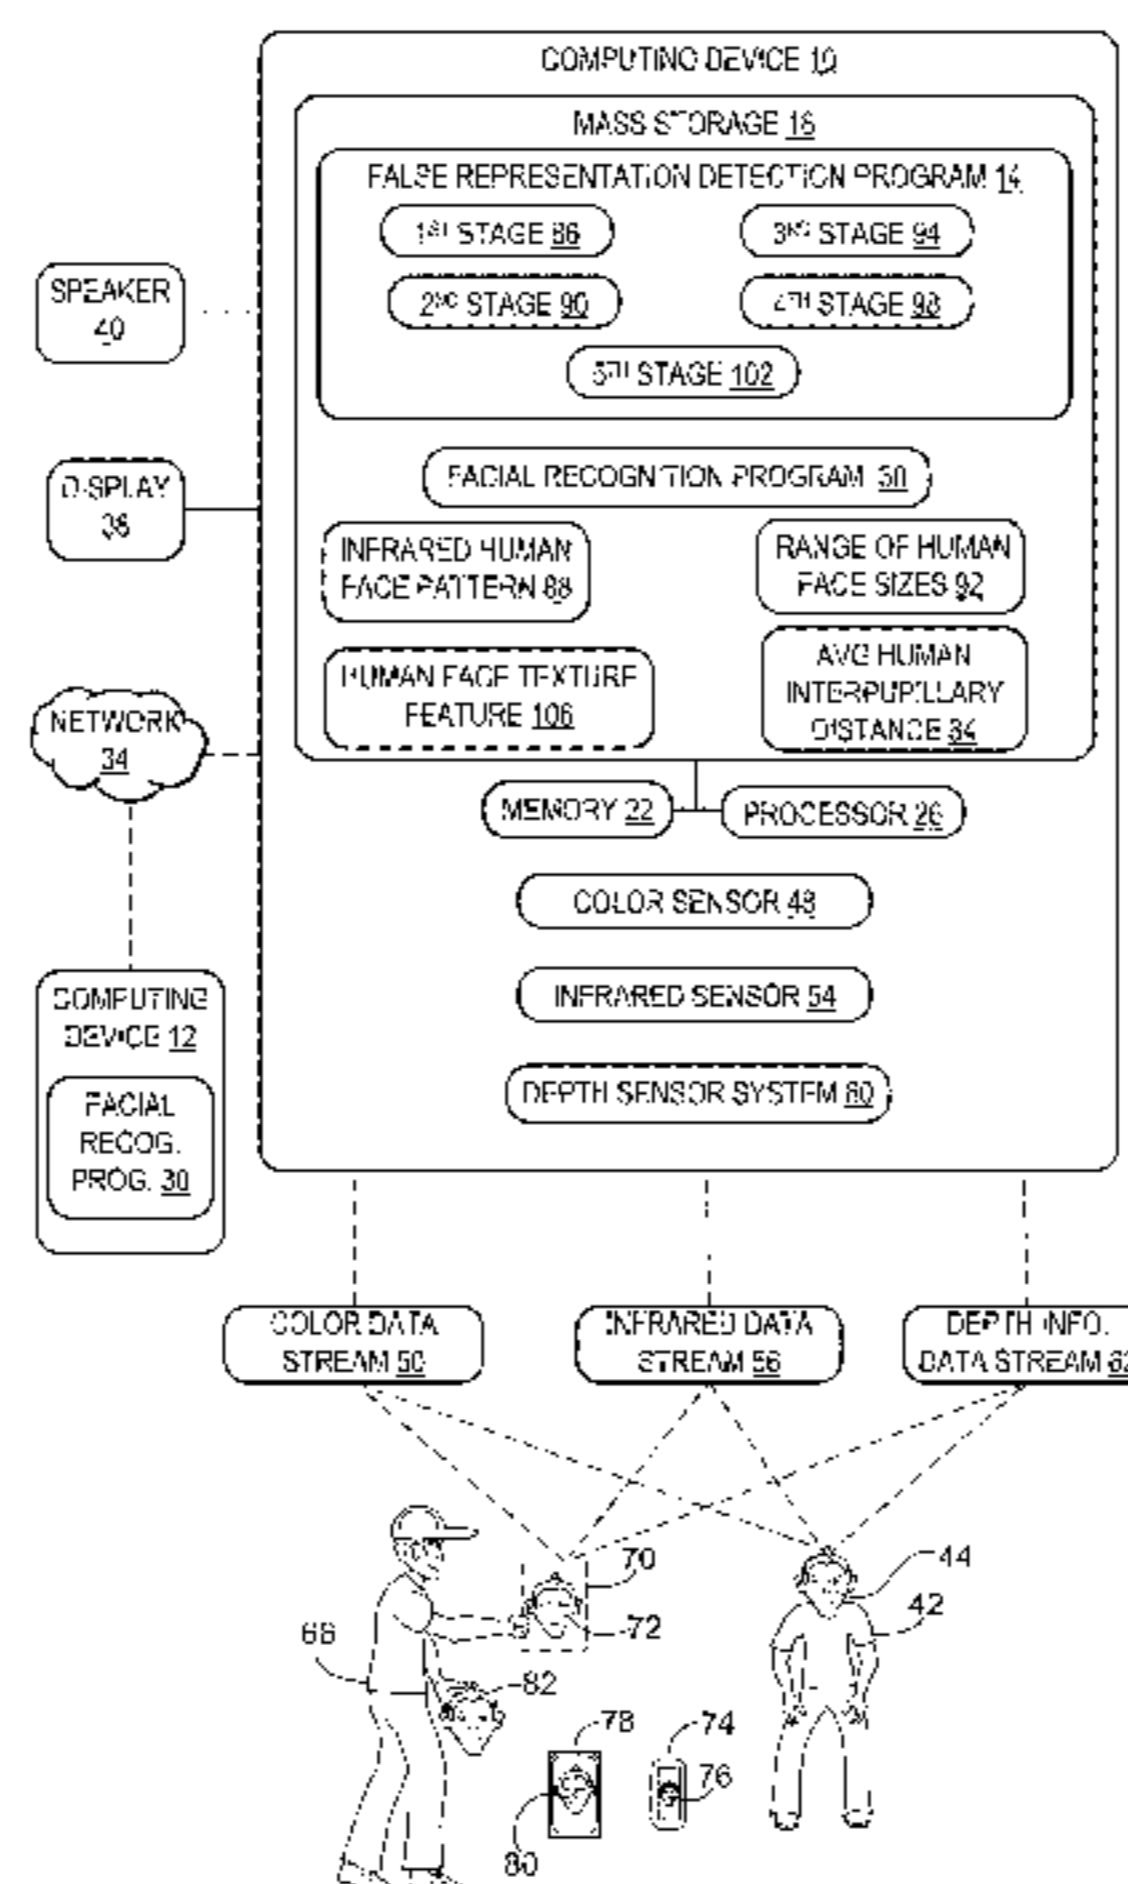 COMPUTING DEVICE 10
MASS STORAGE 18
FALSE REPRESENTATION DETECTION PROGRAM 14
1ST STAGE 86
3RD STAGE 94
2ND STAGE 90
4TH STAGE 98
5TH STAGE 102
SPEAKER
40
FACIAL RECOGNITION PROGRAM 30
DISPLAY
38
INFRARED HUMAN
FACE PATTERN 88
RANGE OF HUMAN
FACE SIZES 92
HUMAN FACE TEXTURE
FEATURE 106
AVG HUMAN
INTERPUPILLARY
DISTANCE 84
NETWORK
34
MEMORY 22
PROCESSOR 26
COLOR SENSOR 48
INFRARED SENSOR 54
DEPTH SENSOR SYSTEM 60
COMPUTING
DEVICE 12
FACIAL
RECOG.
PROG. 30
COLOR DATA
STREAM 50
INFRARED DATA
STREAM 56
DEPTH INFO.
DATA STREAM 62
70
44
72
42
66
82
78
74
76
80